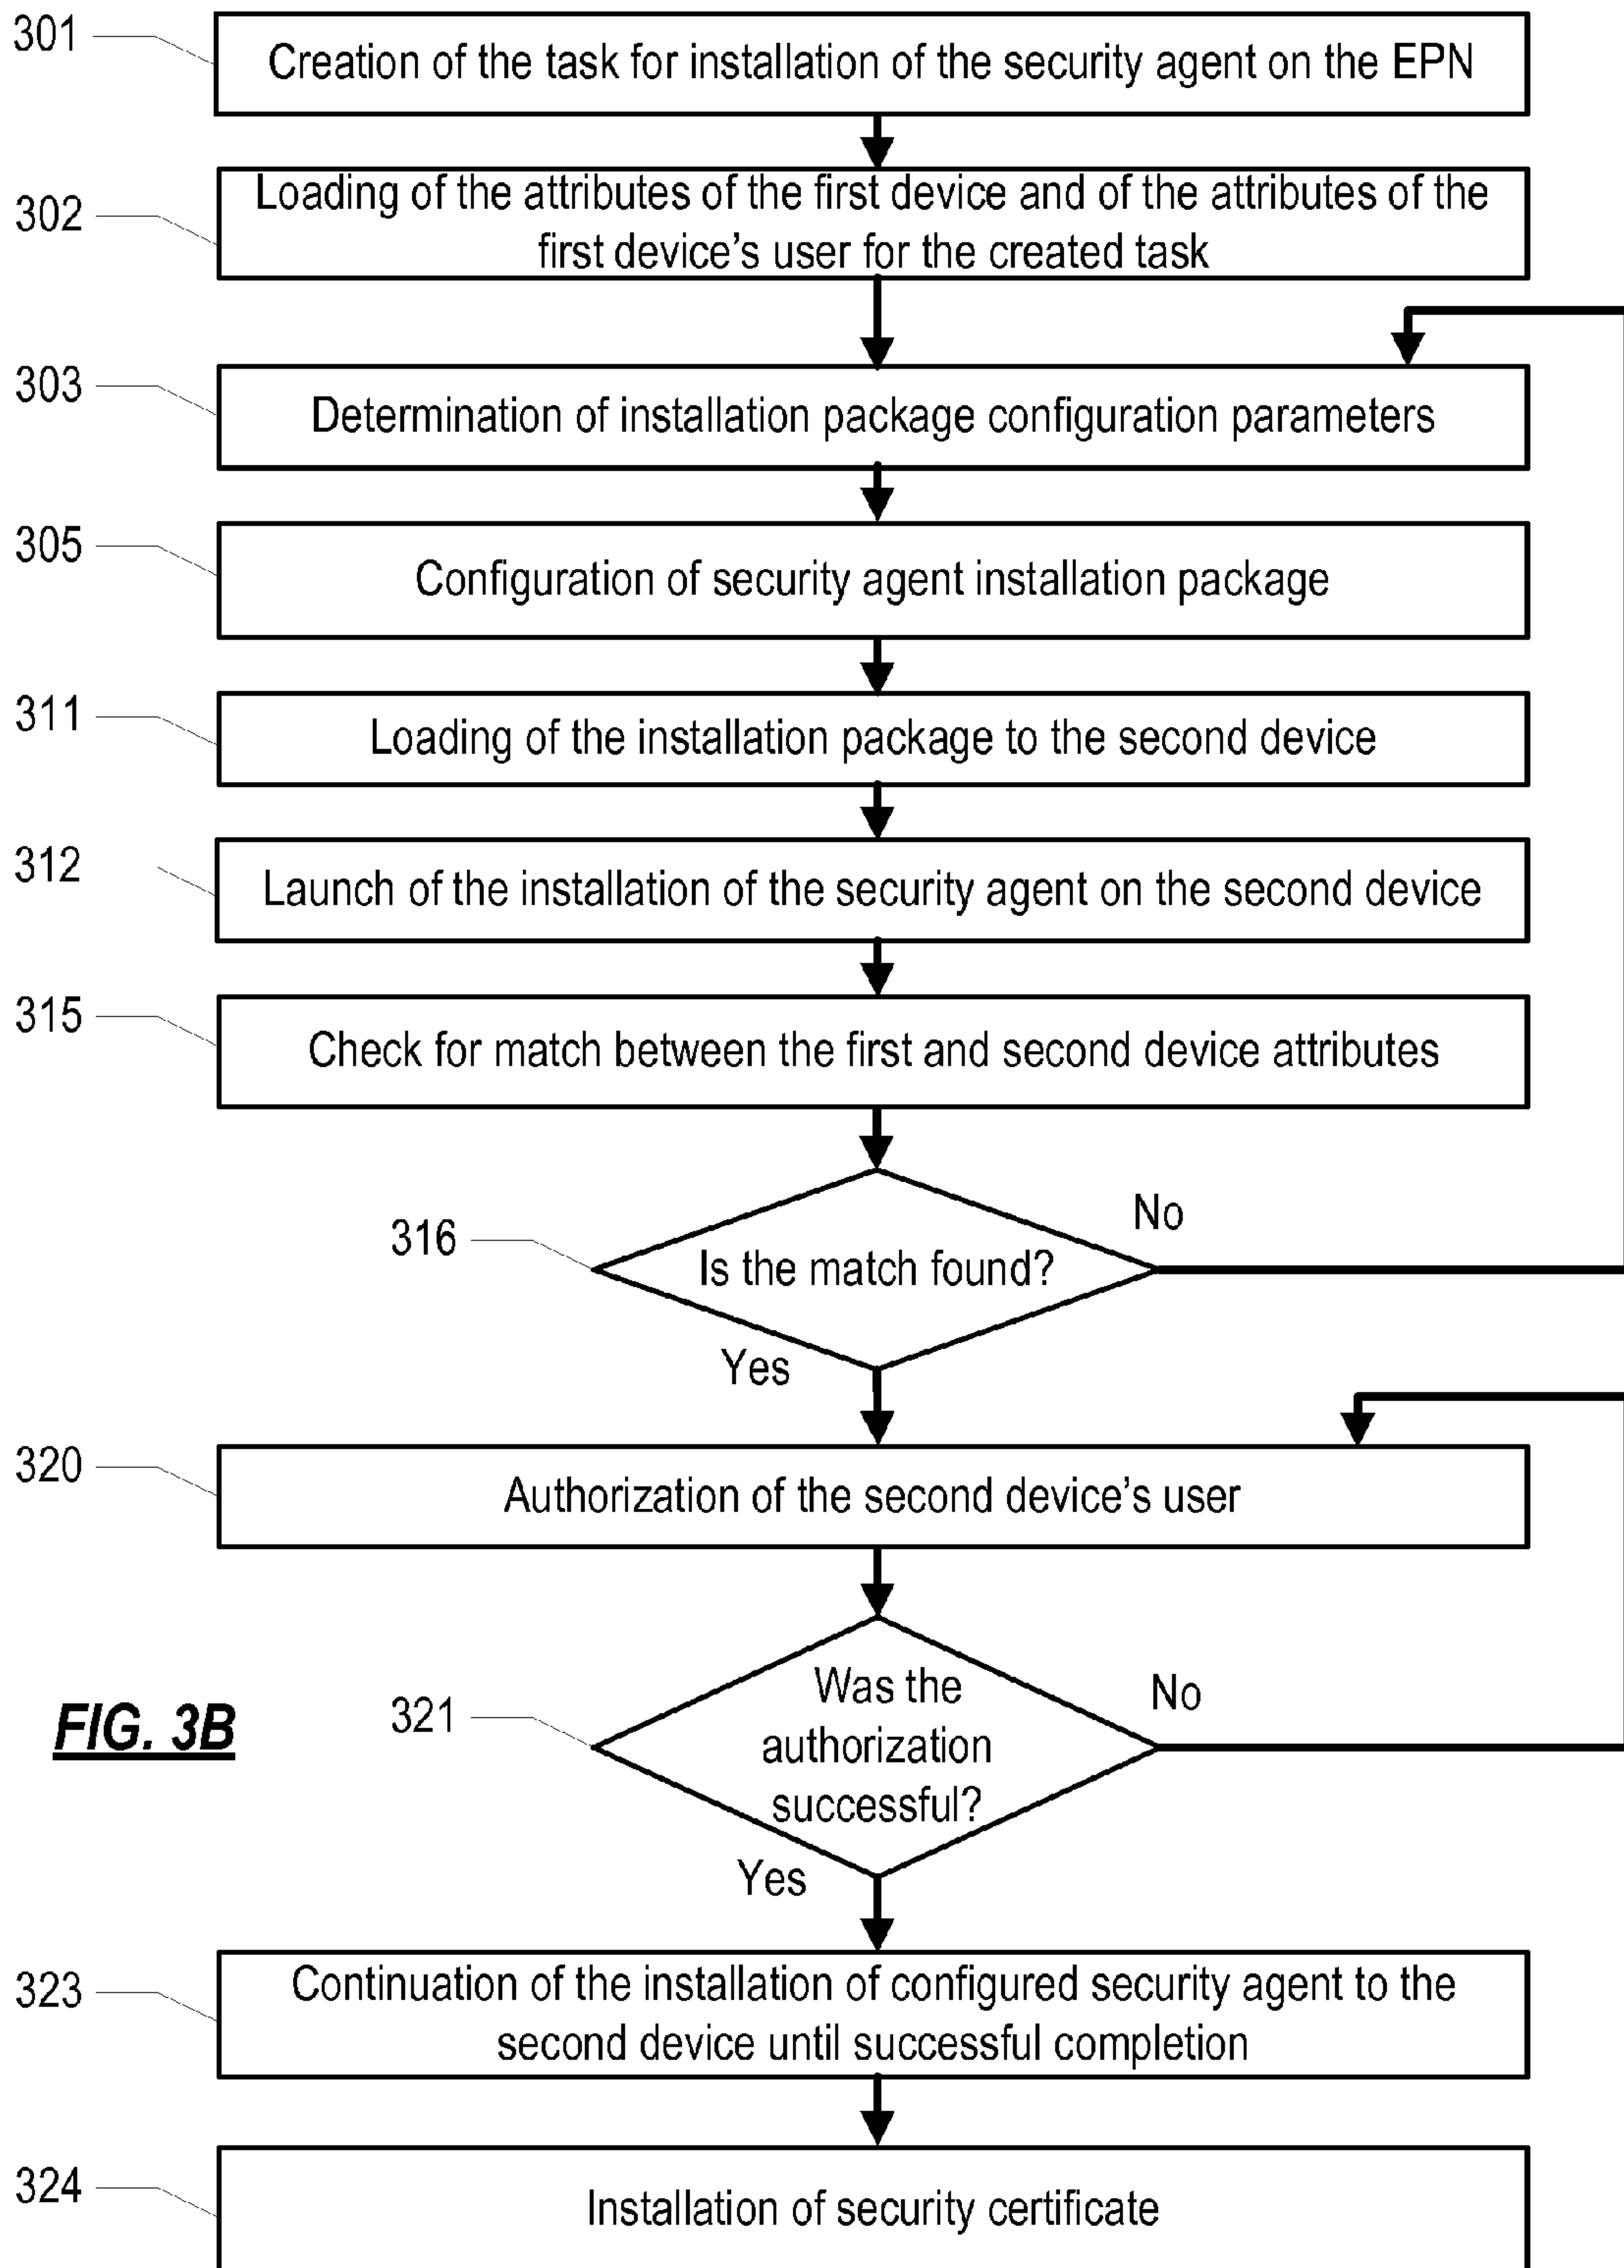 301
Creation of the task for installation of the security agent on the EPN
302
Loading of the attributes of the first device and of the attributes of the
first device’s user for the created task
303
Determination of installation package configuration parameters
305
Configuration of security agent installation package
311
Loading of the installation package to the second device
312
Launch of the installation of the security agent on the second device
315
Check for match between the first and second device attributes
316
Is the match found?
No
Yes
320
Authorization of the second device’s user
321
Was the
authorization
successful?
No
Yes
FIG. 3B
323
Continuation of the installation of configured security agent to the
second device until successful completion
324
Installation of security certificate